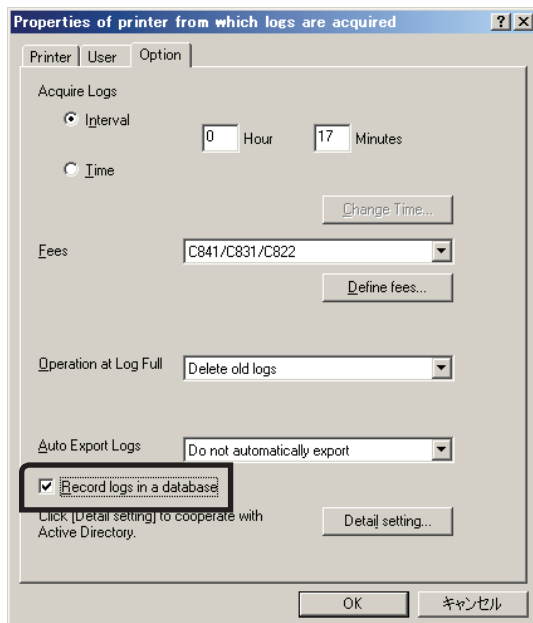 Properties of printer from which logs are acquired
Printer User Option
Acquire Logs
Interval
0 Hour 17 Minutes
Time
Change Time...
Fees C841/C831/C822
Define fees...
Operation at Log Full Delete old logs
Auto Export Logs Do not automatically export
Record logs in a database
Click [Detail setting] to cooperate with
Active Directory.
Detail setting...
OK キャンセル